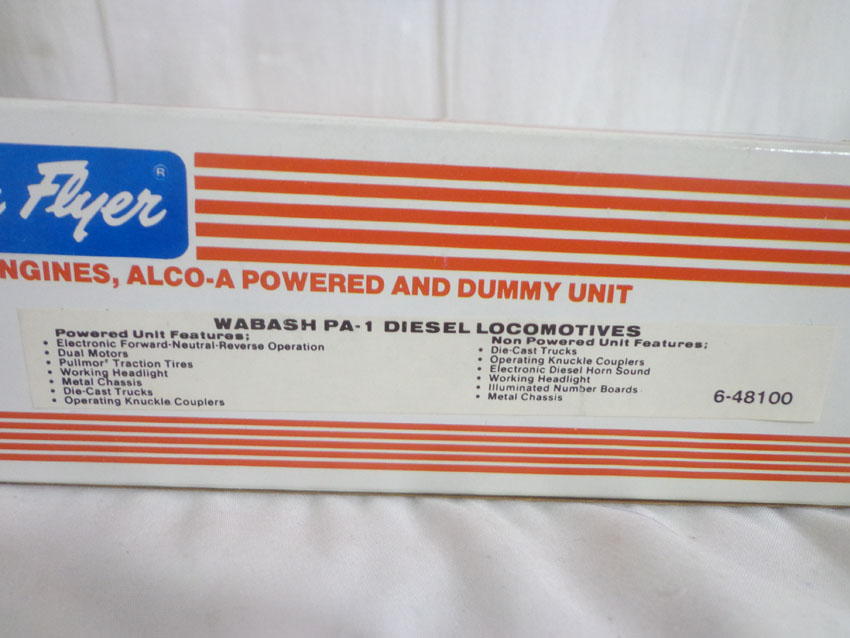 Flyer ®
NGINES, ALCO-A POWERED AND DUMMY UNIT
WABASH PA-1 DIESEL LOCOMOTIVES
Powered Unit Features:
• Electronic Forward-Neutral-Reverse Operation
• Dual Motors
• Pullmor® Traction Tires
• Working Headlight
• Metal Chassis
• Die-Cast Trucks
• Operating Knuckle Couplers
Non Powered Unit Features:
• Die-Cast Trucks
• Operating Knuckle Couplers
• Electronic Diesel Horn Sound
• Working Headlight
• Illuminated Number Boards
• Metal Chassis
6-48100